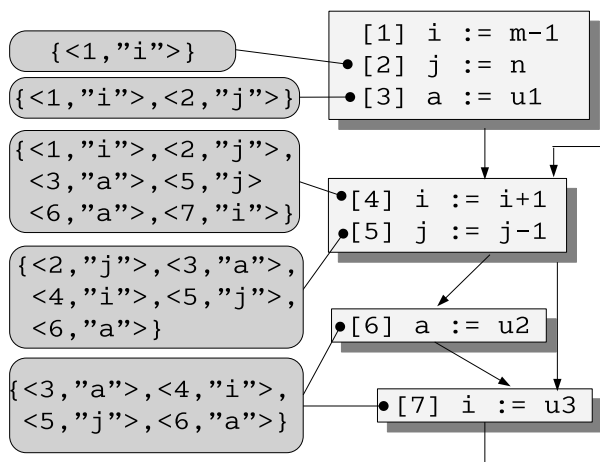 {<1,”i”>}
{<1,”i”>,<2,”j”>}
{<1,”i”>,<2,”j”>,
<3,”a”>,<5,”j>
<6,”a”>,<7,”i”>}
{<2,”j”>,<3,”a”>,
<4,”i”>,<5,”j”>,
<6,”a”>}
{<3,”a”>,<4,”i”>,
<5,”j”>,<6,”a”>}
[1] i := m-1
[2] j := n
[3] a := u1
[4] i := i+1
[5] j := j-1
[6] a := u2
[7] i := u3